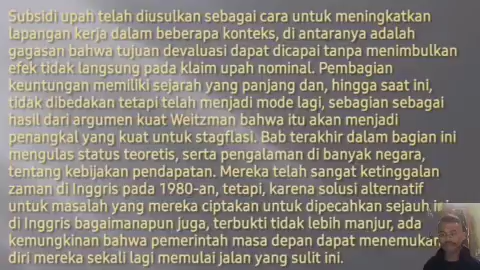 Subsidi upah telah diusulkan sebagai cara untuk meningkatkan
lapangan kerja dalam beberapa konteks, di antaranya adalah
gagasan bahwa tujuan devaluasi dapat dicapai tanpa menimbulkan
efek tidak langsung pada klaim upah nominal. Pembagian
keuntungan memiliki sejarah yang panjang dan, hingga saat ini,
tidak dibedakan tetapi telah menjadi mode lagi, sebagian sebagai
hasil dari argumen kuat Weitzman bahwa itu akan menjadi
penangkal yang kuat untuk stagflasi. Bab terakhir dalam bagian ini
mengulas status teoretis, serta pengalaman di banyak negara,
tentang kebijakan pendapatan. Mereka telah sangat ketinggalan
zaman di Inggris pada 1980-an, tetapi, karena solusi alternatif
untuk masalah yang mereka ciptakan untuk dipecahkan sejauh ini
di Inggris bagaimanapun juga, terbukti tidak lebih manjur, ada
kemungkinan bahwa pemerintah masa depan dapat menemukan
diri mereka sekali lagi memulai jalan yang sulit ini.